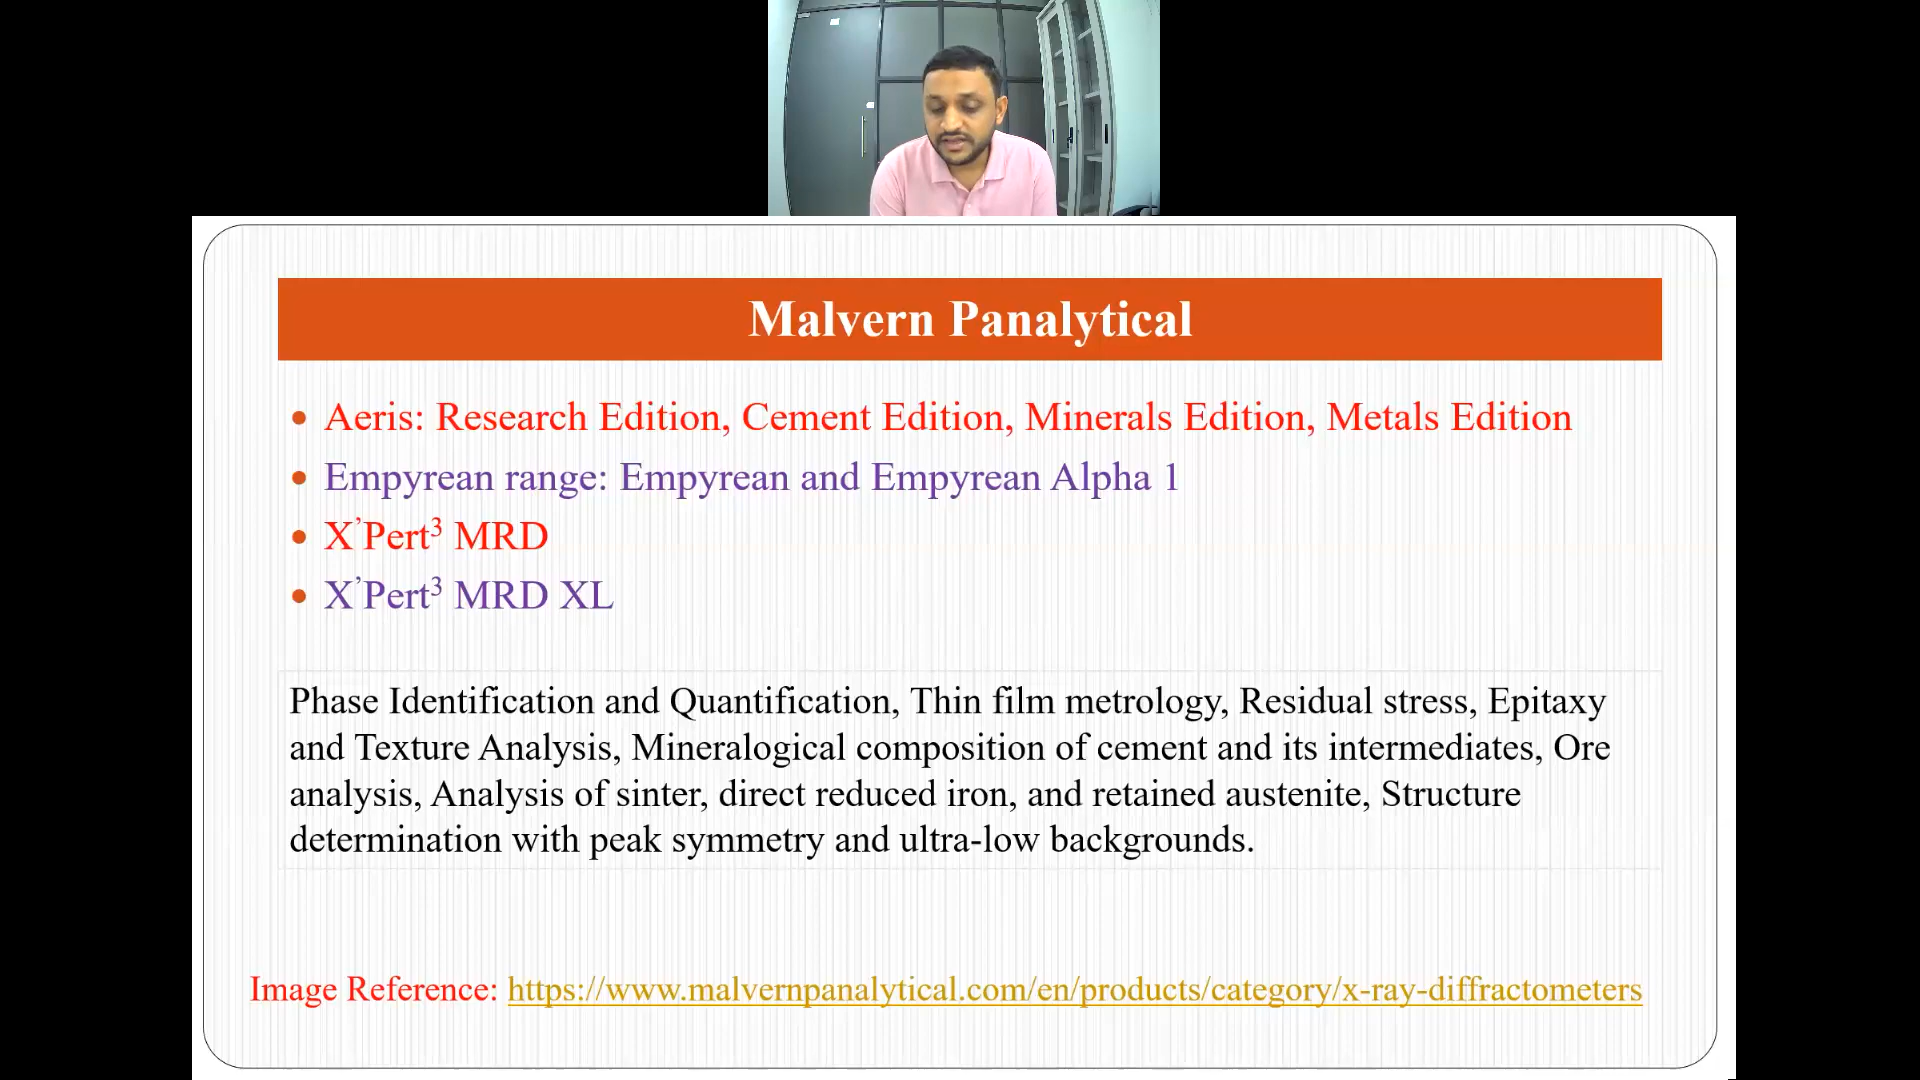 Malvern Panalytical
Aeris: Research Edition, Cement Edition, Minerals Edition, Metals Edition
Empyrean range: Empyrean and Empyrean Alpha 1
X’Pert³ MRD
X’Pert³ MRD XL
Phase Identification and Quantification, Thin film metrology, Residual stress, Epitaxy
and Texture Analysis, Mineralogical composition of cement and its intermediates, Ore
analysis, Analysis of sinter, direct reduced iron, and retained austenite, Structure
determination with peak symmetry and ultra-low backgrounds.
Image Reference: https://www.malvernpanalytical.com/en/products/category/x-ray-diffractometers